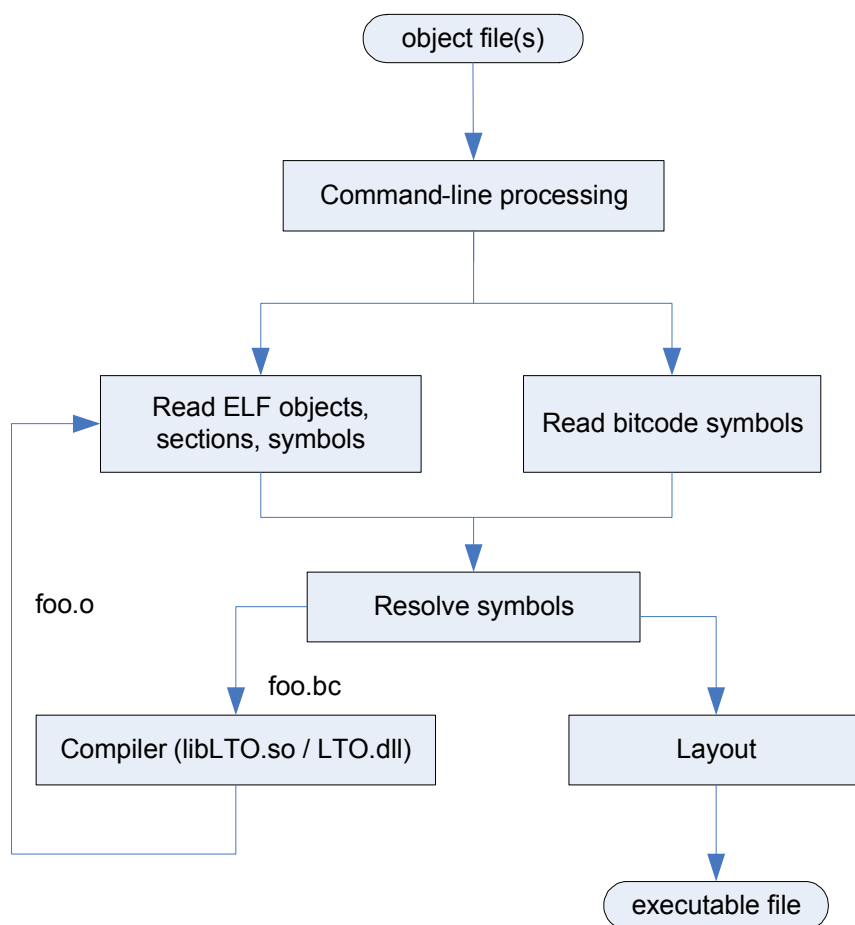 object file(s)
Command-line processing
Read ELF objects,
sections, symbols
Read bitcode symbols
Resolve symbols
foo.o
foo.bc
Compiler (libLTO.so / LTO.dll)
Layout
executable file